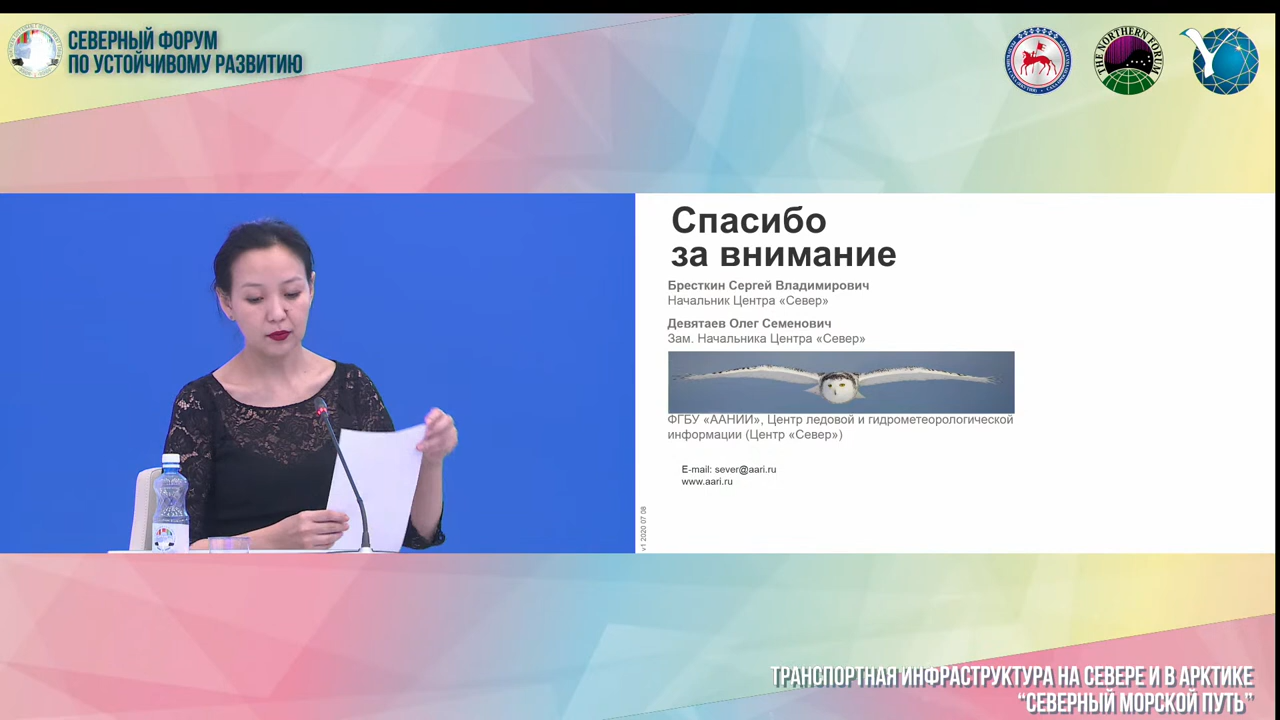 СЕВЕРНЫЙ ФОРУМ
ПО УСТОЙЧИВОМУ РАЗВИТИЮ
THE NORTHERN FORUM
Спасибо
за внимание
Бресткин Сергей Владимирович
Начальник Центра «Север»
Девятаев Олег Семенович
Зам. Начальника Центра «Север»
ФГБУ «ААНИИ», Центр ледовой и гидрометеорологической
информации (Центр «Север»)
E-mail: sever@aari.ru
www.aari.ru
v1 2020 07 08
ТРАНСПОРТНАЯ ИНФРАСТРУКТУРА НА СЕВЕРЕ И В АРКТИКЕ
“СЕВЕРНЫЙ МОРСКОЙ ПУТЬ”